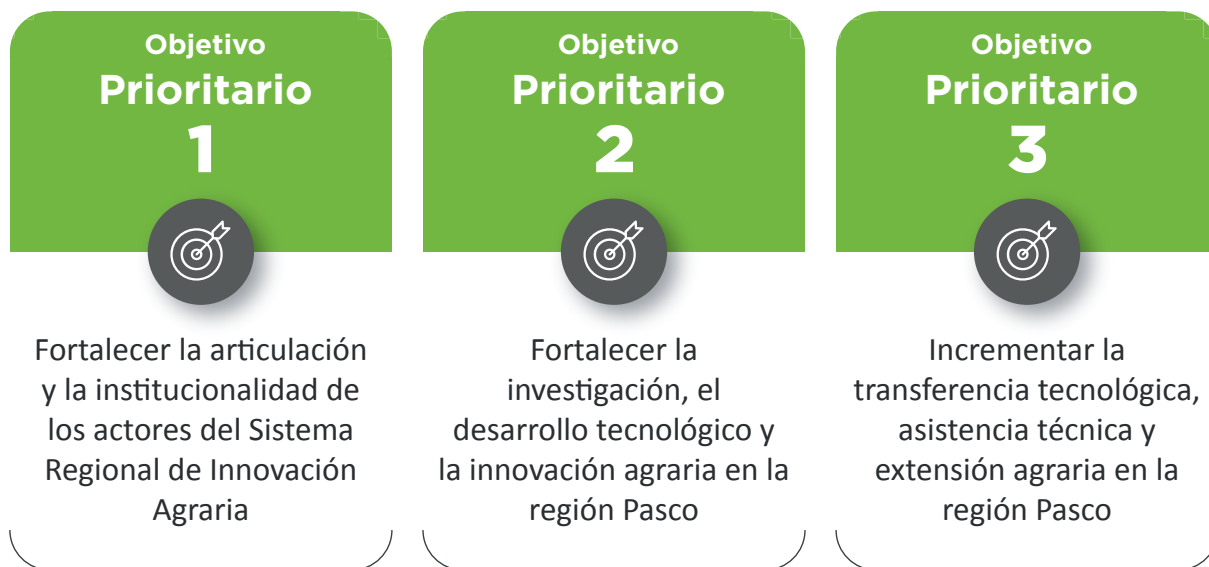 Objetivo
Prioritario
1
Fortalecer la articulación
y la institucionalidad de
los actores del Sistema
Regional de Innovación
Agraria
Objetivo
Prioritario
2
Fortalecer la
investigación, el
desarrollo tecnológico y
la innovación agraria en la
región Pasco
Objetivo
Prioritario
3
Incrementar la
transferencia tecnológica,
asistencia técnica y
extensión agraria en la
región Pasco